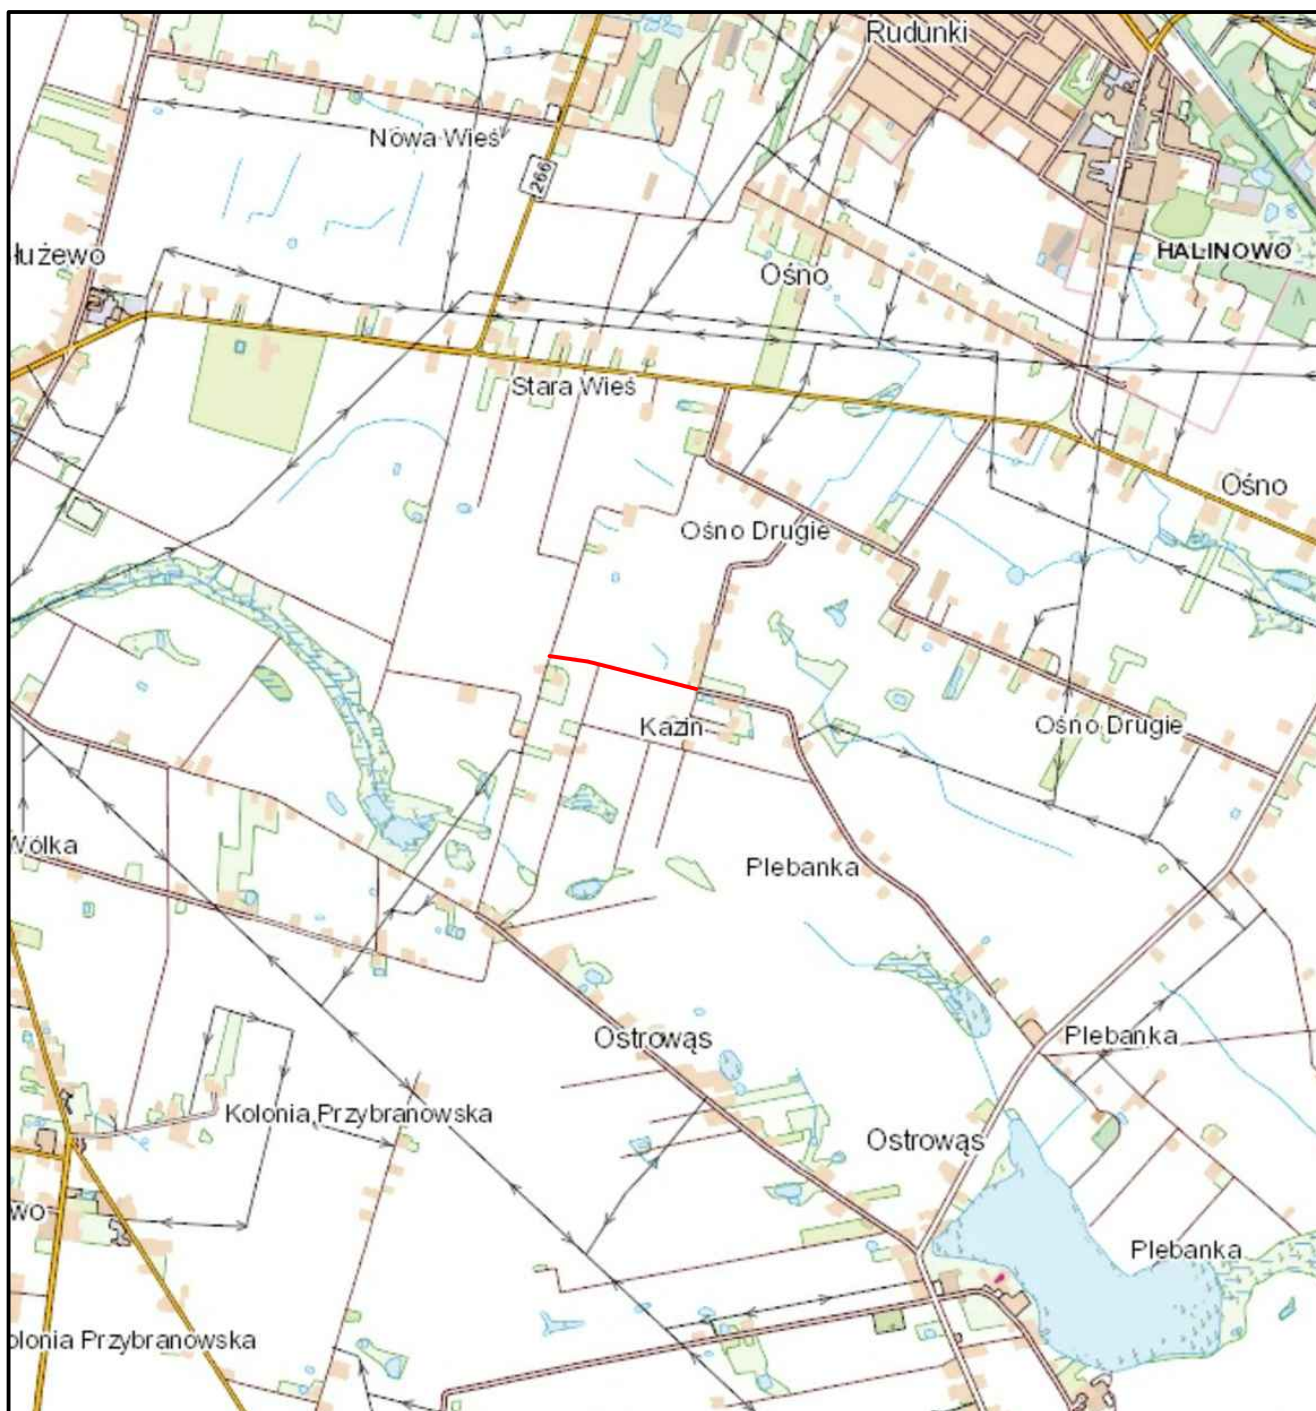 Rudunki
Nowa Wieś
266
HALINOWO
łużewo
Ośno
Stara Wieś
Ośno
Ośno Drugie
Kazin
Ośno Drugie
Wólka
Plebanka
Ostrowąs
Plebanka
Kolonia Przybranowska
Ostrowąs
wo
Plebanka
olonia Przybranowska